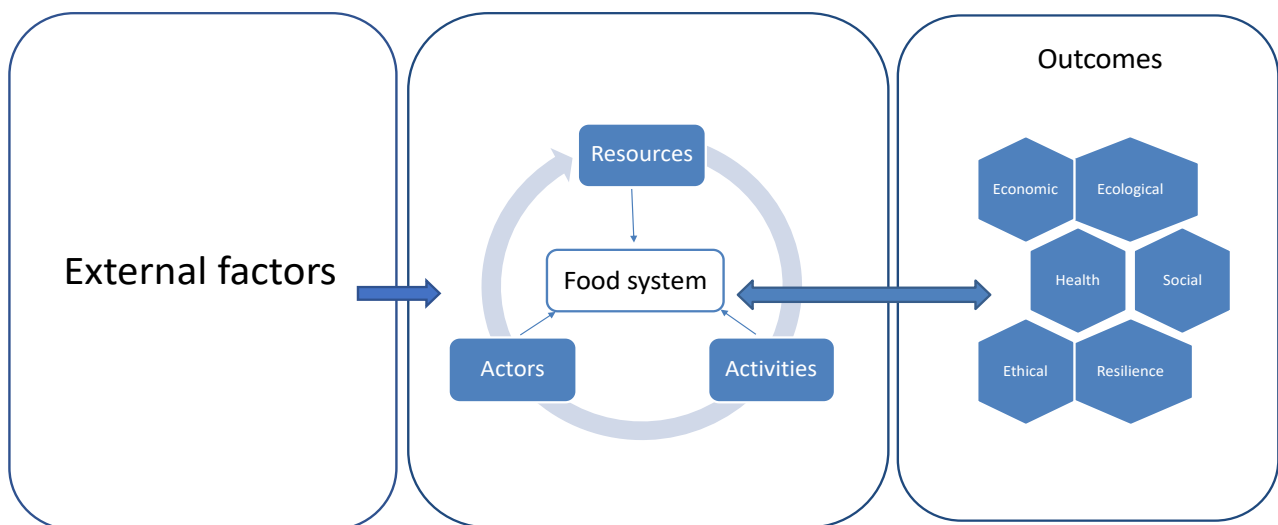 External factors
Resources
Food system
Actors
Activities
Outcomes
Economic
Ecological
Health
Social
Ethical
Resilience